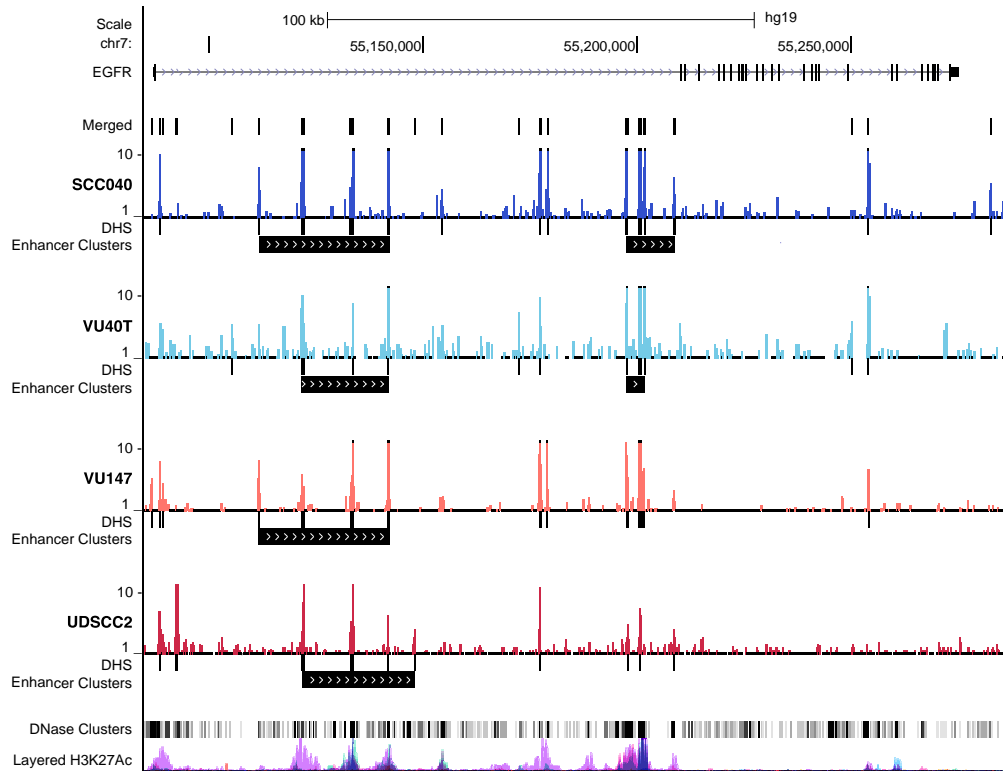 Scale 100 kb hg19
chr7: 55,150,000 55,200,000 55,250,000
EGFR
Merged
10
SCC040
1
DHS
Enhancer Clusters
10
VU40T
1
DHS
Enhancer Clusters
10
VU147
1
DHS
Enhancer Clusters
10
UDSCC2
1
DHS
Enhancer Clusters
DNase Clusters
Layered H3K27Ac